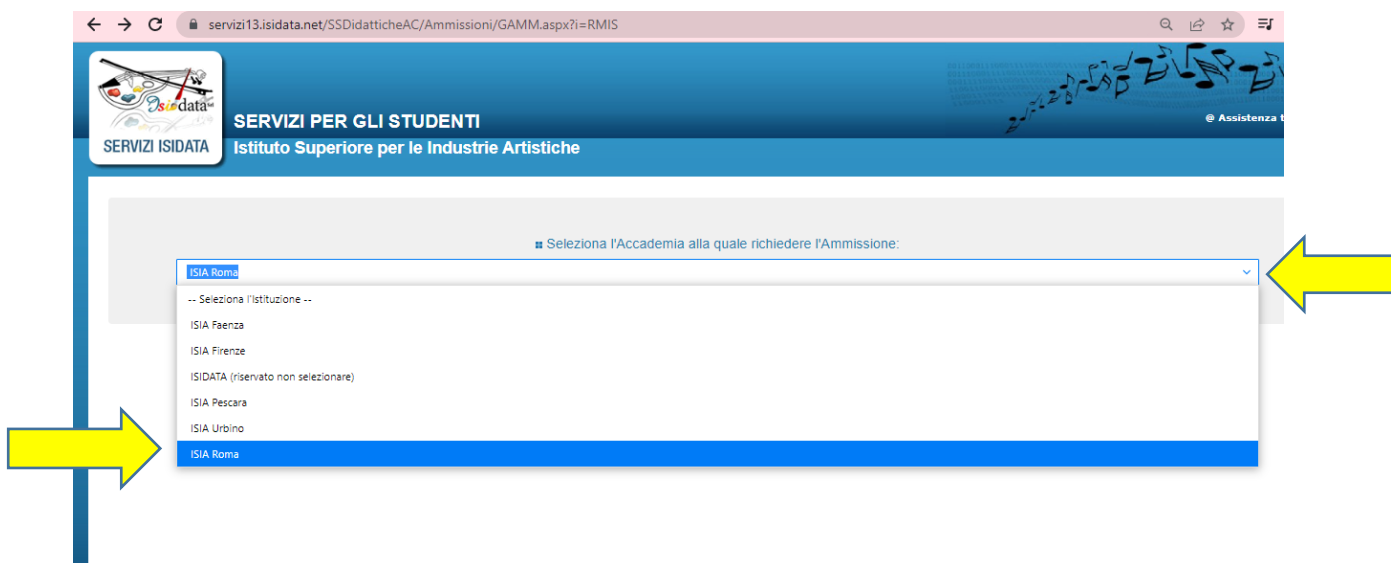 servizi13.isidata.net/SSDidatticheAC/Ammissioni/GAMM.aspx?i=RMIS
Isidata
SERVIZI ISIDATA
SERVIZI PER GLI STUDENTI
@ Assistenza t
Istituto Superiore per le Industrie Artistiche
Seleziona l'Accademia alla quale richiedere l'Ammissione:
ISIA Roma
-- Seleziona l'Istituzione --
ISIA Faenza
ISIA Firenze
ISIDATA (riservato non selezionare)
ISIA Pescara
ISIA Urbino
ISIA Roma